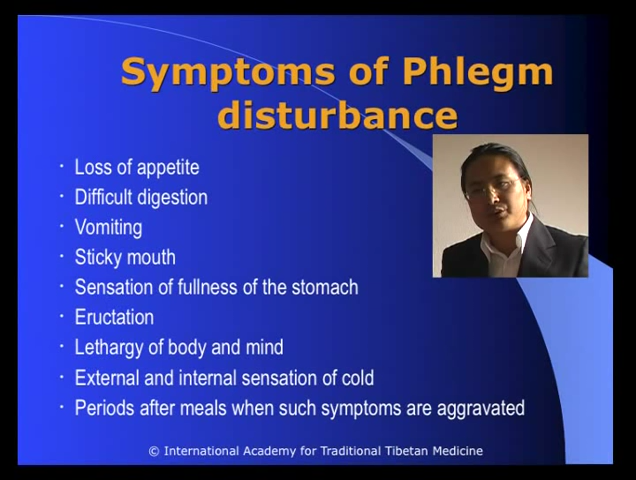 Symptoms of Phlegm
disturbance
· Loss of appetite
· Difficult digestion
· Vomiting
· Sticky mouth
· Sensation of fullness of the stomach
· Eructation
· Lethargy of body and mind
· External and internal sensation of cold
· Periods after meals when such symptoms are aggravated
© International Academy for Traditional Tibetan Medicine